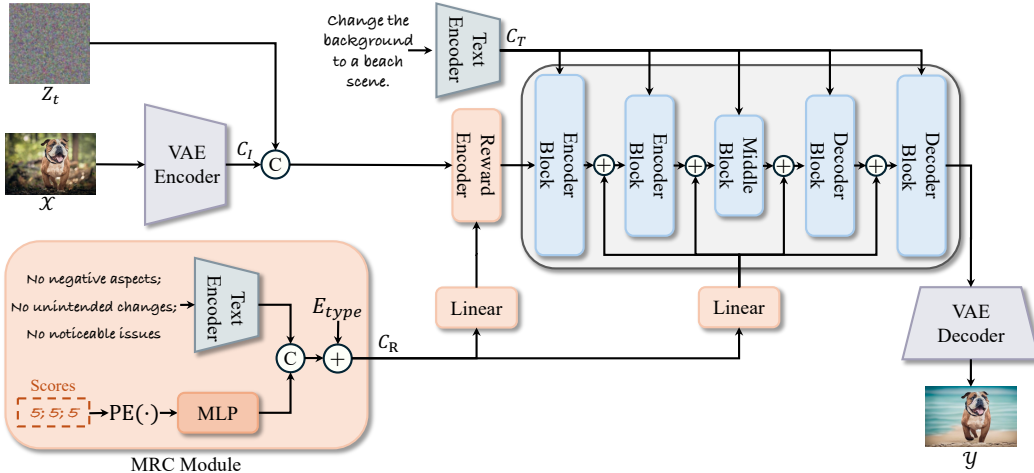 Z_t
X
VAE
Encoder
C_I
C
Change the
background
to a beach
scene.
Text
Encoder
C_T
Reward
Encoder
Encoder
Block
+
Encoder
Block
+
Middle
Block
+
Decoder
Block
+
Decoder
Block
Linear
Linear
VAE
Decoder
y
No negative aspects;
No unintended changes;
No noticeable issues
Text
Encoder
C
E_type
+
C_R
Scores
5; 5; 5
PE(·)
MLP
MRC Module